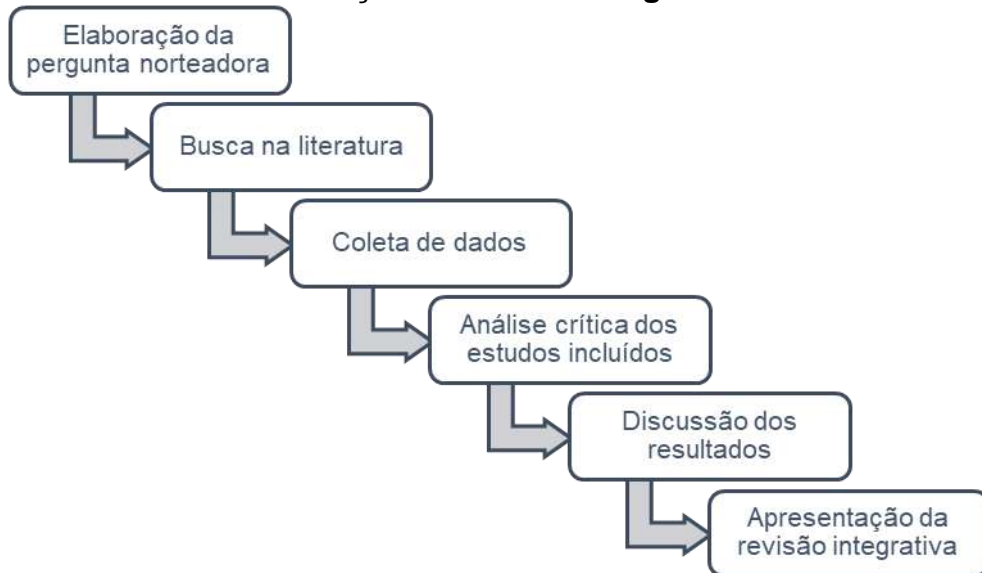 Elaboração da
pergunta norteadora
Busca na literatura
Coleta de dados
Análise crítica dos
estudos incluídos
Discussão dos
resultados
Apresentação da
revisão integrativa